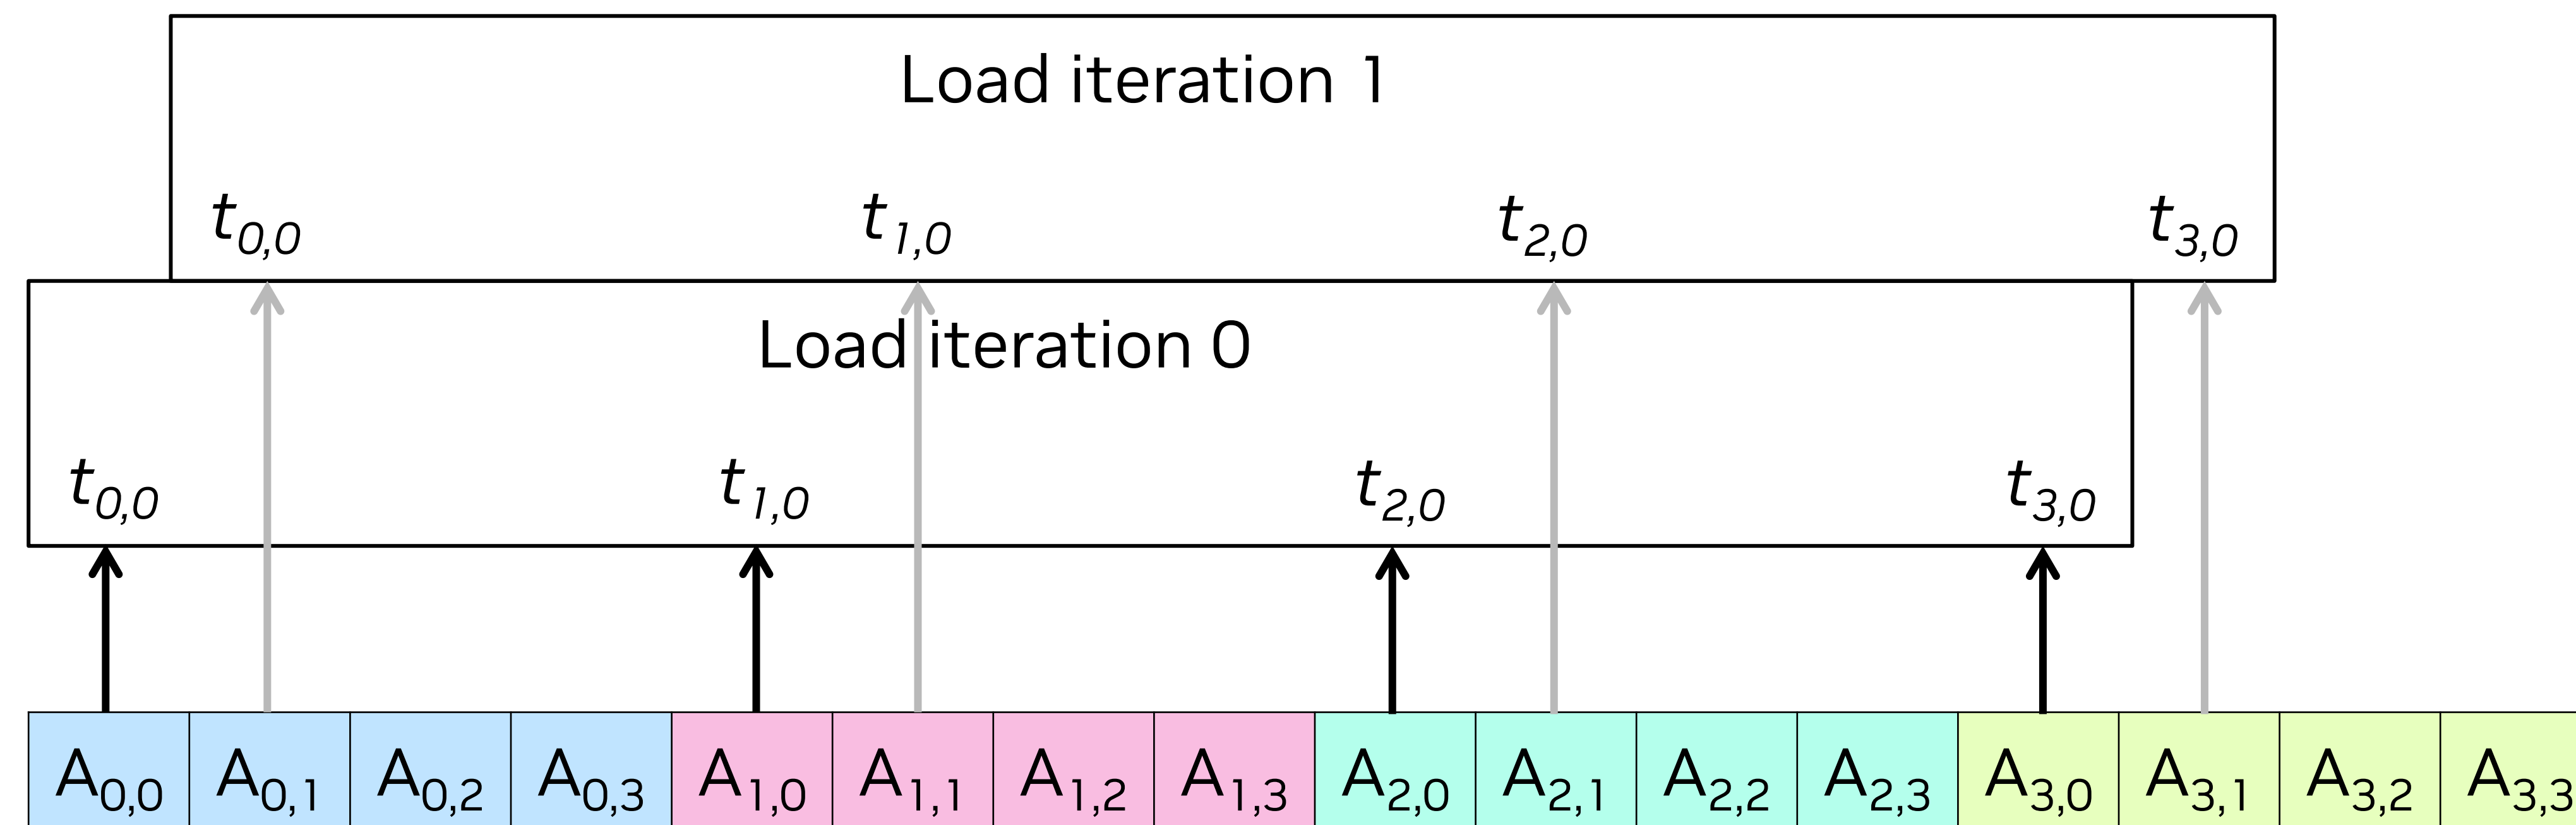 Load iteration 1
t0,0 t1,0 t2,0 t3,0
Load iteration 0
t0,0 t1,0 t2,0 t3,0
A0,0 A0,1 A0,2 A0,3 A1,0 A1,1 A1,2 A1,3 A2,0 A2,1 A2,2 A2,3 A3,0 A3,1 A3,2 A3,3